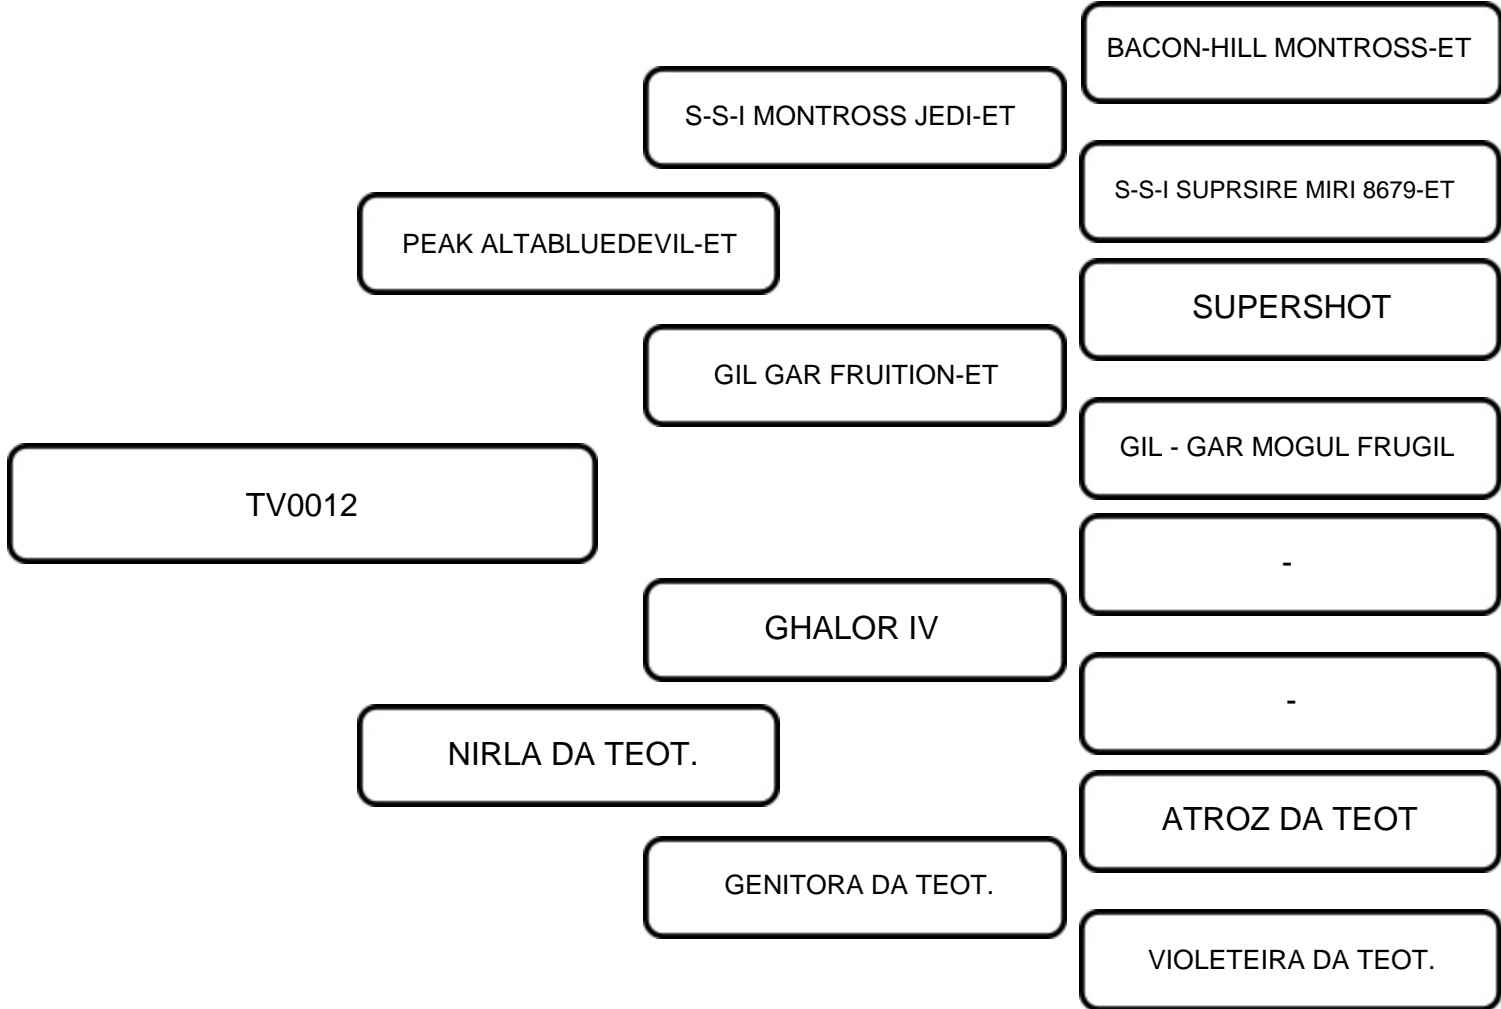 BACON-HILL MONTROSS-ET
S-S-I MONTROSS JEDI-ET
S-S-I SUPRSIRE MIRI 8679-ET
PEAK ALTABLUEDEVIL-ET
SUPERSHOT
GIL GAR FRUITION-ET
GIL - GAR MOGUL FRUGIL
TV0012
-
GHALOR IV
-
NIRLA DA TEOT.
ATROZ DA TEOT
GENITORA DA TEOT.
VIOLETEIRA DA TEOT.